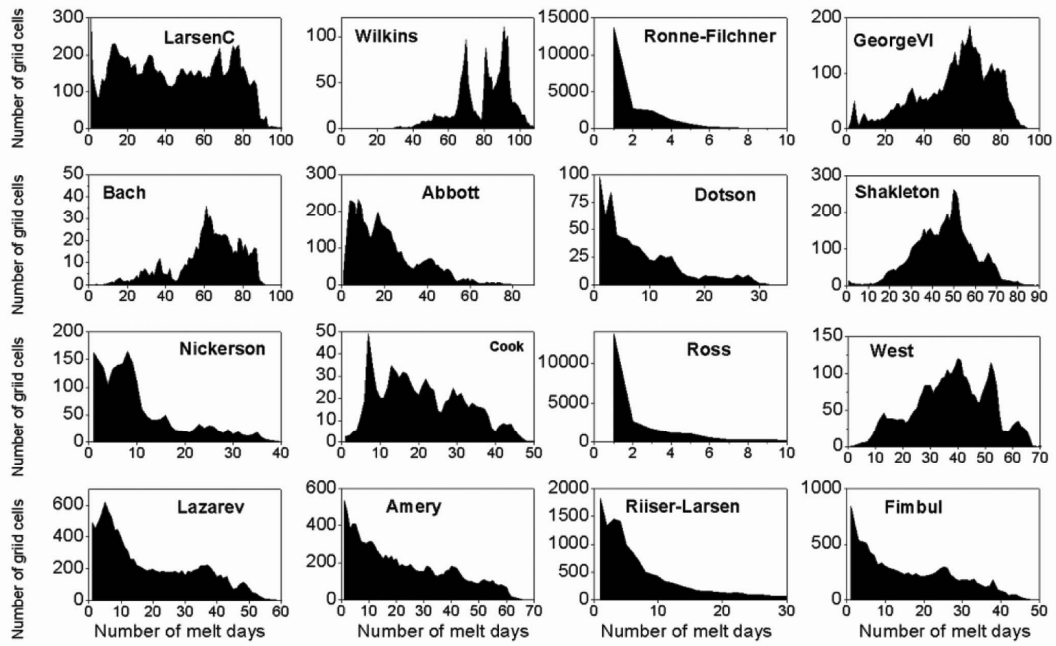 Number of griid cells
LarsenC
300
200
100
0
0 20 40 60 80 100
Wilkins
100
50
0
0 20 40 60 80 100
Ronne-Filchner
15000
10000
5000
0
0 2 4 6 8 10
GeorgeVI
200
100
0
0 20 40 60 80 100
Number of griid cells
Bach
50
40
30
20
10
0
0 20 40 60 80 100
Abbott
300
200
100
0
0 20 40 60 80
Dotson
100
75
50
25
0
0 10 20 30
Shakleton
300
200
100
0
0 10 20 30 40 50 60 70 80 90
Number of griid cells
Nickerson
200
150
100
50
0
0 10 20 30 40
Cook
50
40
30
20
10
0
0 10 20 30 40 50
Ross
10000
5000
0
0 2 4 6 8 10
West
150
100
50
0
0 10 20 30 40 50 60 70
Number of griid cells
Lazarev
600
400
200
0
0 10 20 30 40 50 60
Number of melt days
Amery
600
400
200
0
0 10 20 30 40 50 60 70
Number of melt days
Riiser-Larsen
2000
1500
1000
500
0
0 10 20 30
Number of melt days
Fimbul
1000
500
0
0 10 20 30 40 50
Number of melt days